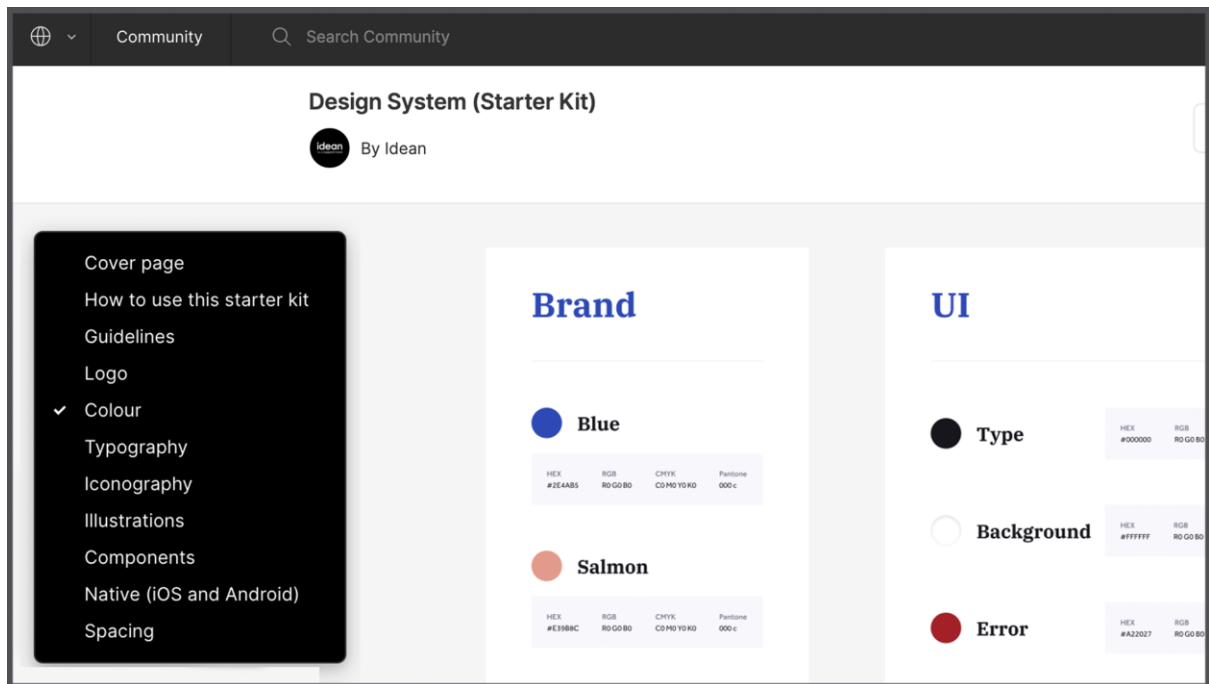 Community
Search Community
Design System (Starter Kit)
idean
By Idean
Cover page
How to use this starter kit
Guidelines
Logo
Colour
Typography
Iconography
Illustrations
Components
Native (iOS and Android)
Spacing
Brand
Blue
HEX RGB CMYK Pantone
#2E4AB5 R0 G0 B0 C0 M0 Y0 K0 000 c
Salmon
HEX RGB CMYK Pantone
#E39B8C R0 G0 B0 C0 M0 Y0 K0 000 c
UI
Type
HEX RGB
#000000 R0 G0 B0
Background
HEX RGB
#FFFFFF R0 G0 B0
Error
HEX RGB
#A22027 R0 G0 B0